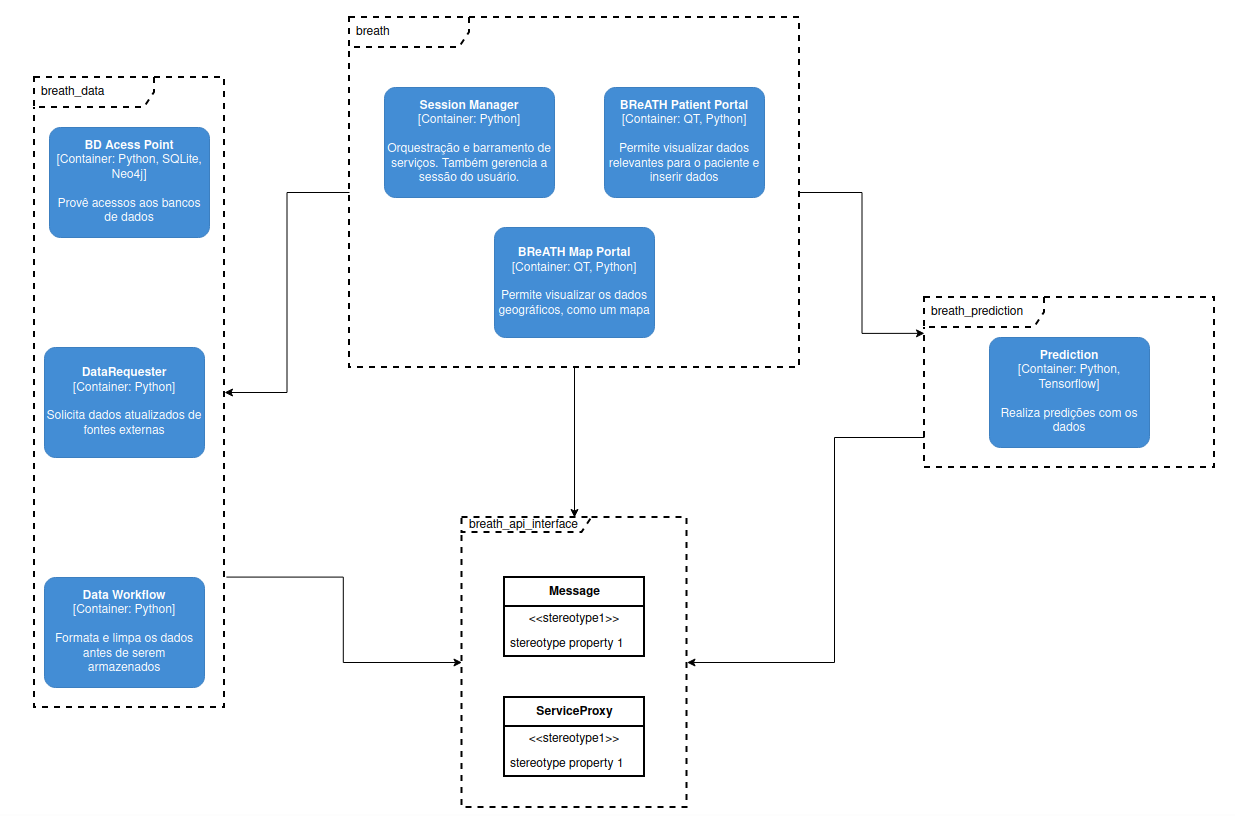 breath
Session Manager
[Container: Python]
Orquestração e barramento de
serviços. Também gerencia a
sessão do usuário.
BReATH Patient Portal
[Container: QT, Python]
Permite visualizar dados
relevantes para o paciente e
inserir dados
BReATH Map Portal
[Container: QT, Python]
Permite visualizar os dados
geográficos, como um mapa
breath_data
BD Acess Point
[Container: Python, SQLite,
Neo4j]
Provê acessos aos bancos
de dados
DataRequester
[Container: Python]
Solicita dados atualizados de
fontes externas
Data Workflow
[Container: Python]
Formata e limpa os dados
antes de serem
armazenados
breath_prediction
Prediction
[Container: Python,
Tensorflow]
Realiza predições com os
dados
breath_api_interface
Message
<<stereotype1>>
stereotype property 1
ServiceProxy
<<stereotype1>>
stereotype property 1